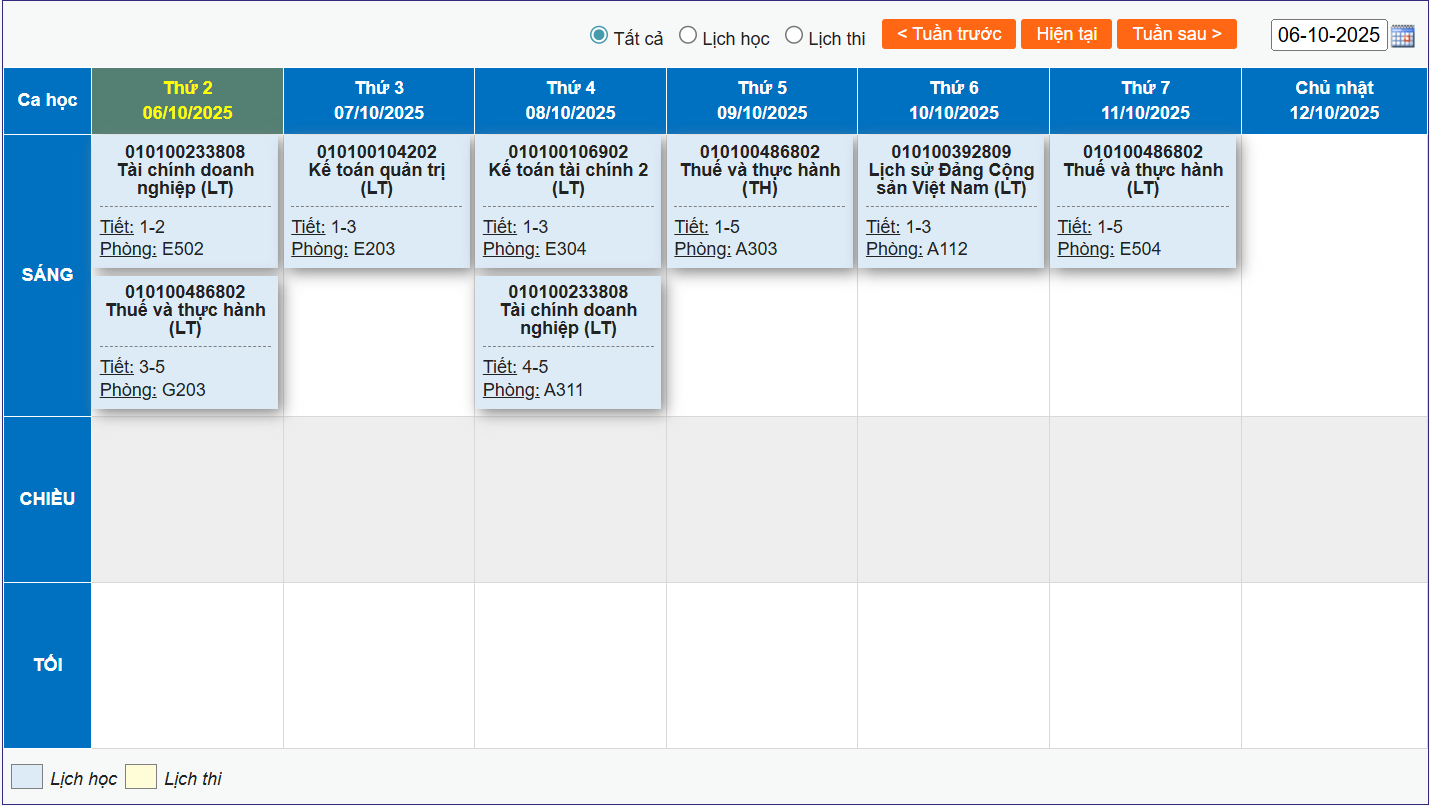 Tất cả Lịch học Lịch thi < Tuần trước Hiện tại Tuần sau > 06-10-2025
Ca học
Thứ 2
06/10/2025
Thứ 3
07/10/2025
Thứ 4
08/10/2025
Thứ 5
09/10/2025
Thứ 6
10/10/2025
Thứ 7
11/10/2025
Chủ nhật
12/10/2025
SÁNG
010100233808
Tài chính doanh
nghiệp (LT)
Tiết: 1-2
Phòng: E502
010100486802
Thuế và thực hành
(LT)
Tiết: 3-5
Phòng: G203
010100104202
Kế toán quản trị
(LT)
Tiết: 1-3
Phòng: E203
010100106902
Kế toán tài chính 2
(LT)
Tiết: 1-3
Phòng: E304
010100233808
Tài chính doanh
nghiệp (LT)
Tiết: 4-5
Phòng: A311
010100486802
Thuế và thực hành
(TH)
Tiết: 1-5
Phòng: A303
010100392809
Lịch sử Đảng Cộng
sản Việt Nam (LT)
Tiết: 1-3
Phòng: A112
010100486802
Thuế và thực hành
(LT)
Tiết: 1-5
Phòng: E504
CHIỀU
TỐI
Lịch học Lịch thi